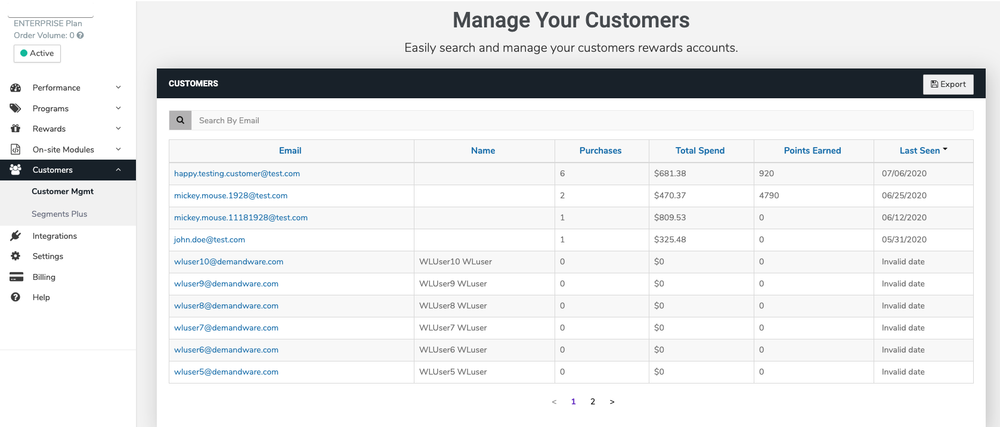 ENTERPRISE Plan
Order Volume: 0
Active
Performance
Programs
Rewards
On-site Modules
Customers
Customer Mgmt
Segments Plus
Integrations
Settings
Billing
Help
Manage Your Customers
Easily search and manage your customers rewards accounts.
CUSTOMERS Export
Search By Email
Email Name Purchases Total Spend Points Earned Last Seen
happy.testing.customer@test.com 6 $681.38 920 07/06/2020
mickey.mouse.1928@test.com 2 $470.37 4790 06/25/2020
mickey.mouse.11181928@test.com 1 $809.53 0 06/12/2020
john.doe@test.com 1 $325.48 0 05/31/2020
wluser10@demandware.com WLUser10 WLuser 0 $0 0 Invalid date
wluser9@demandware.com WLUser9 WLuser 0 $0 0 Invalid date
wluser8@demandware.com WLUser8 WLuser 0 $0 0 Invalid date
wluser7@demandware.com WLUser7 WLuser 0 $0 0 Invalid date
wluser6@demandware.com WLUser6 WLuser 0 $0 0 Invalid date
wluser5@demandware.com WLUser5 WLuser 0 $0 0 Invalid date
< 1 2 >